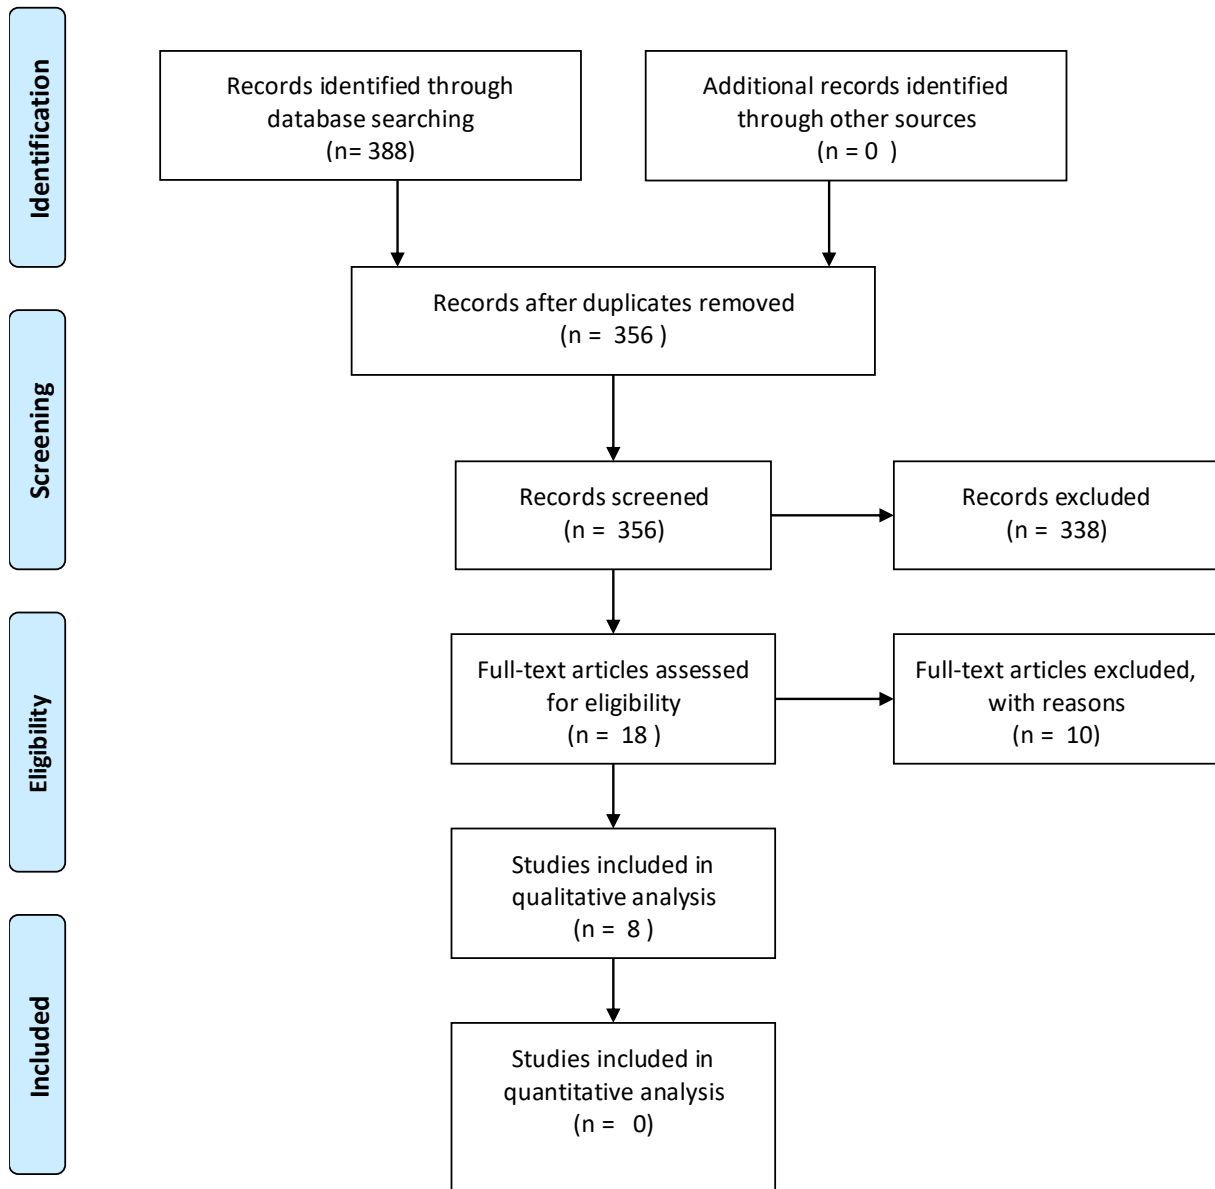 Identification
Records identified through
database searching
(n= 388)
Additional records identified
through other sources
(n = 0  )
Records after duplicates removed
(n =  356 )
Screening
Records screened
(n =  356)
Records excluded
(n =  338)
Eligibility
Full-text articles assessed
for eligibility
(n =  18 )
Full-text articles excluded,
with reasons
(n =  10)
Studies included in
qualitative analysis
(n =  8 )
Included
Studies included in
quantitative analysis
(n =   0)